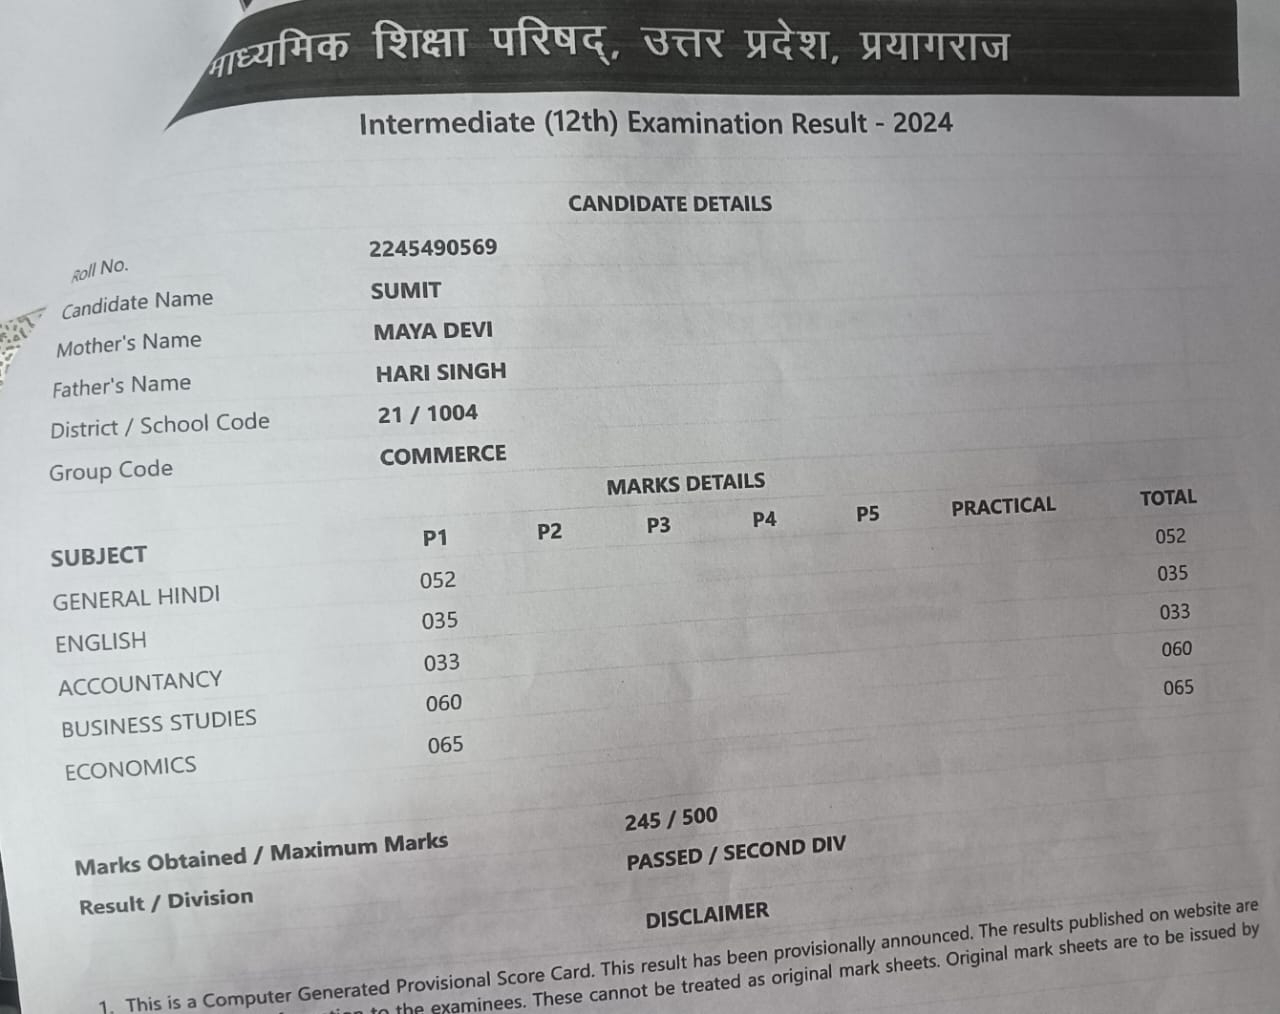 माध्यमिक शिक्षा परिषद्, उत्तर प्रदेश, प्रयागराज
Intermediate (12th) Examination Result - 2024
CANDIDATE DETAILS
Roll No. 2245490569
Candidate Name SUMIT
Mother's Name MAYA DEVI
Father's Name HARI SINGH
District / School Code 21 / 1004
Group Code COMMERCE
MARKS DETAILS
SUBJECT P1 P2 P3 P4 P5 PRACTICAL TOTAL
GENERAL HINDI 052 052
ENGLISH 035 035
ACCOUNTANCY 033 033
BUSINESS STUDIES 060 060
ECONOMICS 065 065
Marks Obtained / Maximum Marks 245 / 500
Result / Division PASSED / SECOND DIV
DISCLAIMER
1. This is a Computer Generated Provisional Score Card. This result has been provisionally announced. The results published on website are
to the examinees. These cannot be treated as original mark sheets. Original mark sheets are to be issued by